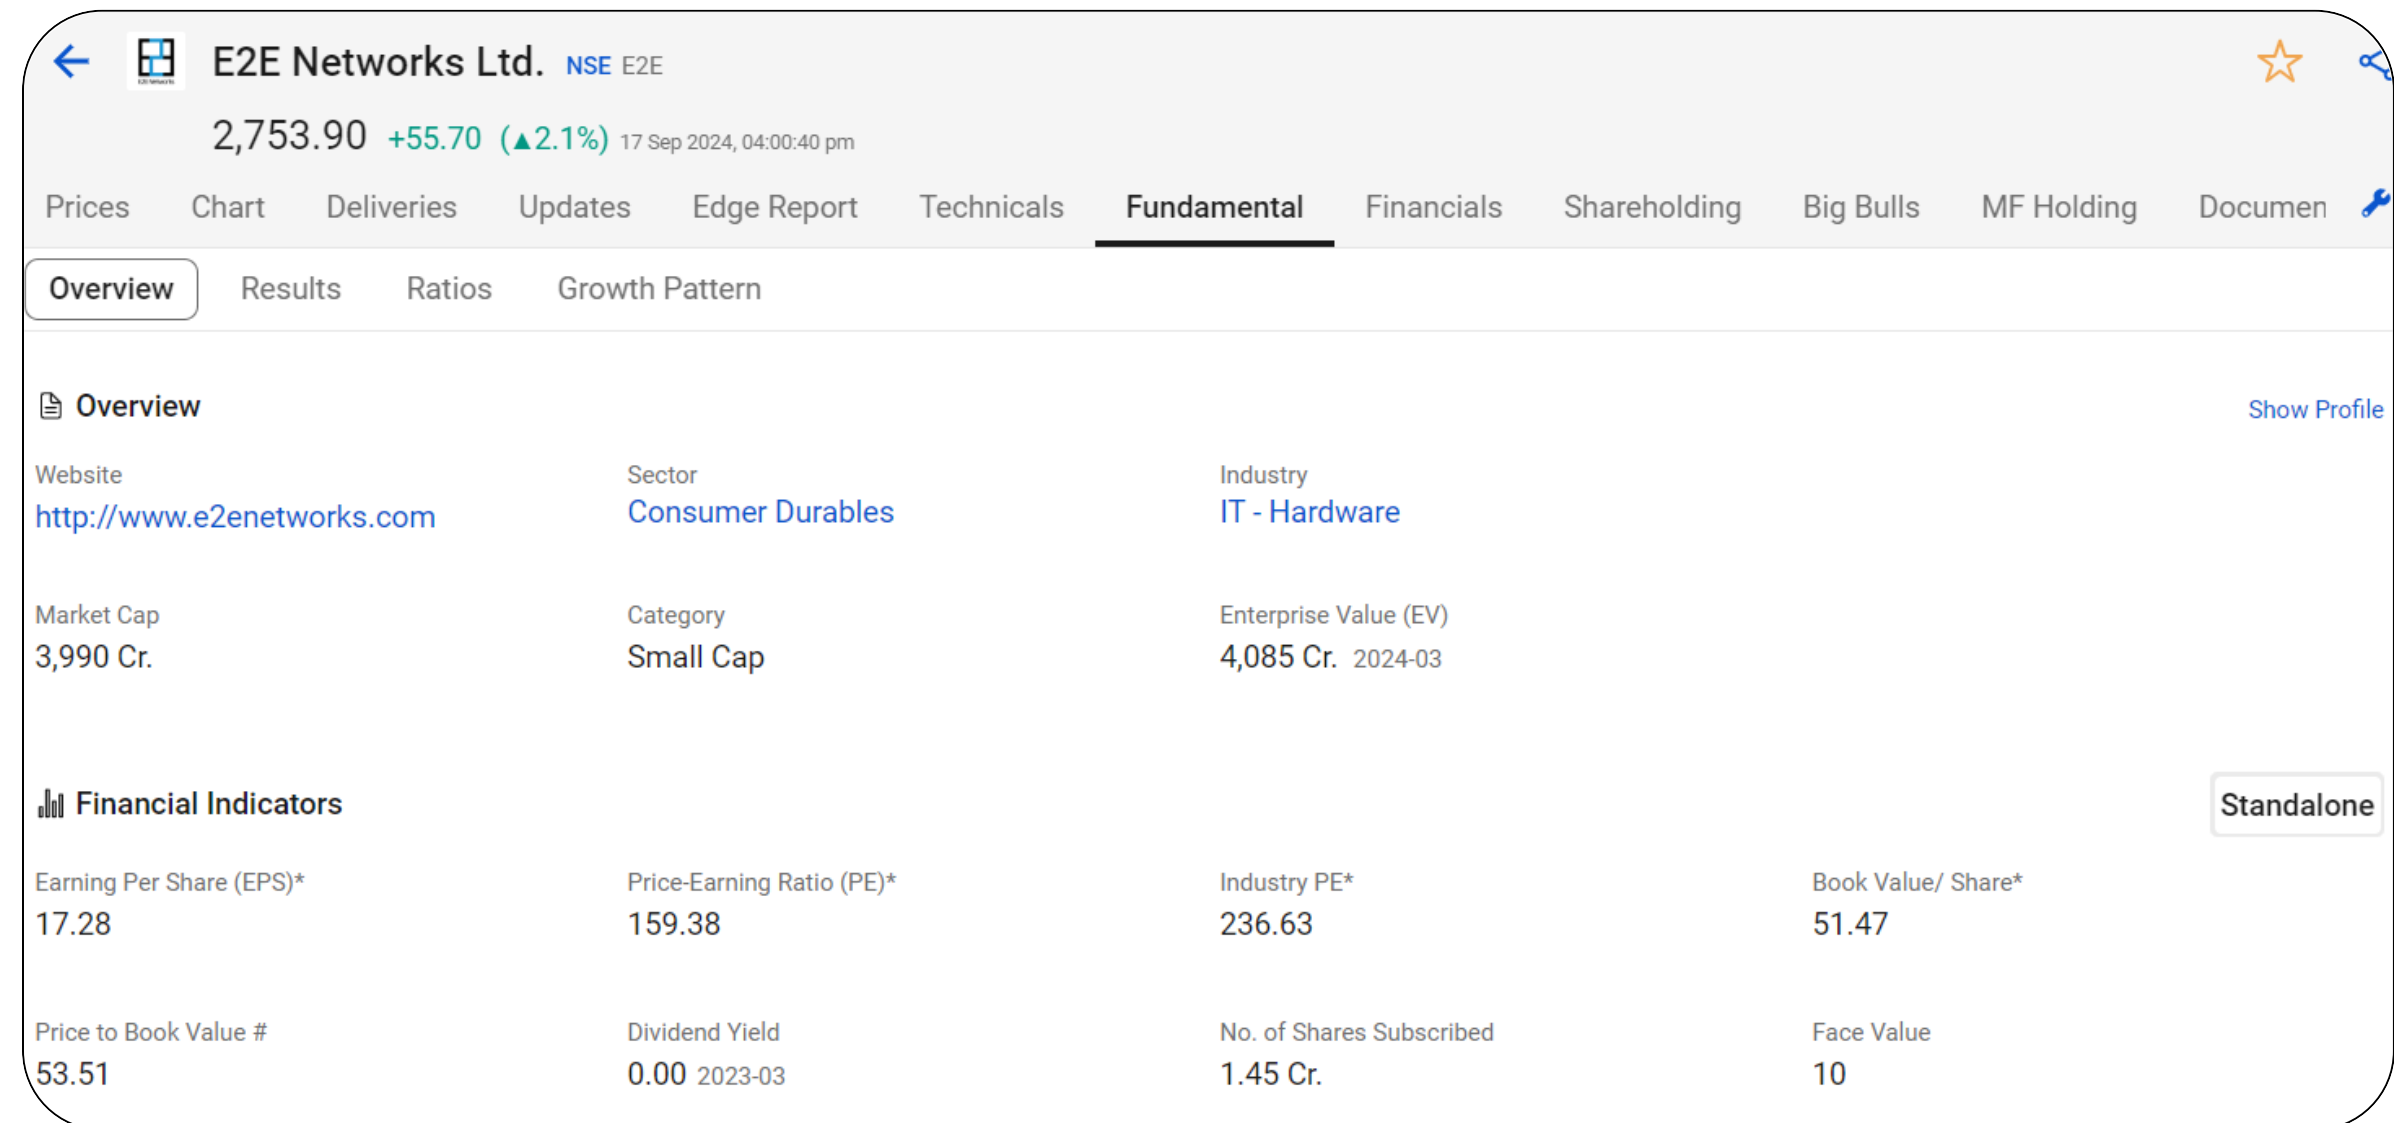 E2E Networks Ltd. NSE E2E
2,753.90 +55.70 (▲2.1%) 17 Sep 2024, 04:00:40 pm
Prices Chart Deliveries Updates Edge Report Technicals Fundamental Financials Shareholding Big Bulls MF Holding Documen
Overview Results Ratios Growth Pattern
Overview Show Profile
Website Sector Industry
http://www.e2enetworks.com Consumer Durables IT - Hardware
Market Cap Category Enterprise Value (EV)
3,990 Cr. Small Cap 4,085 Cr. 2024-03
Financial Indicators Standalone
Earning Per Share (EPS)* Price-Earning Ratio (PE)* Industry PE* Book Value/ Share*
17.28 159.38 236.63 51.47
Price to Book Value # Dividend Yield No. of Shares Subscribed Face Value
53.51 0.00 2023-03 1.45 Cr. 10